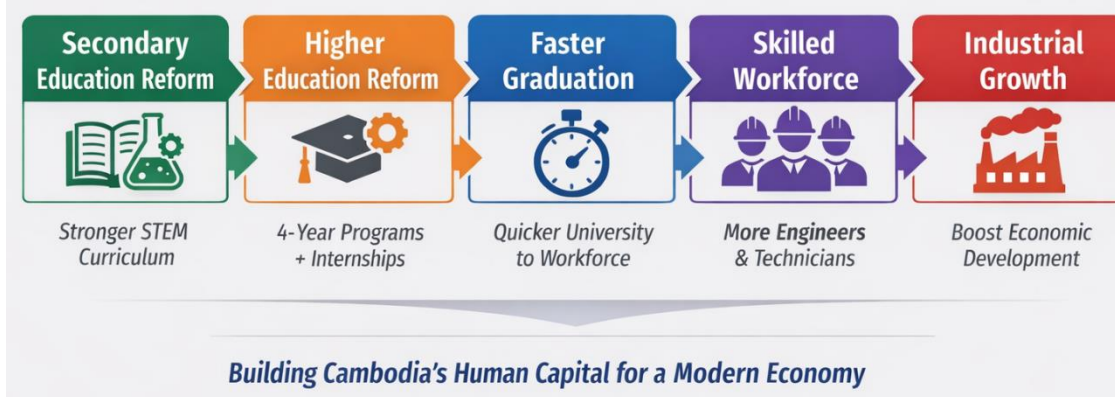 Secondary
Education Reform
Stronger STEM
Curriculum
Higher
Education Reform
4-Year Programs
+ Internships
Faster
Graduation
Quicker University
to Workforce
Skilled
Workforce
More Engineers
& Technicians
Industrial
Growth
Boost Economic
Development
Building Cambodia's Human Capital for a Modern Economy